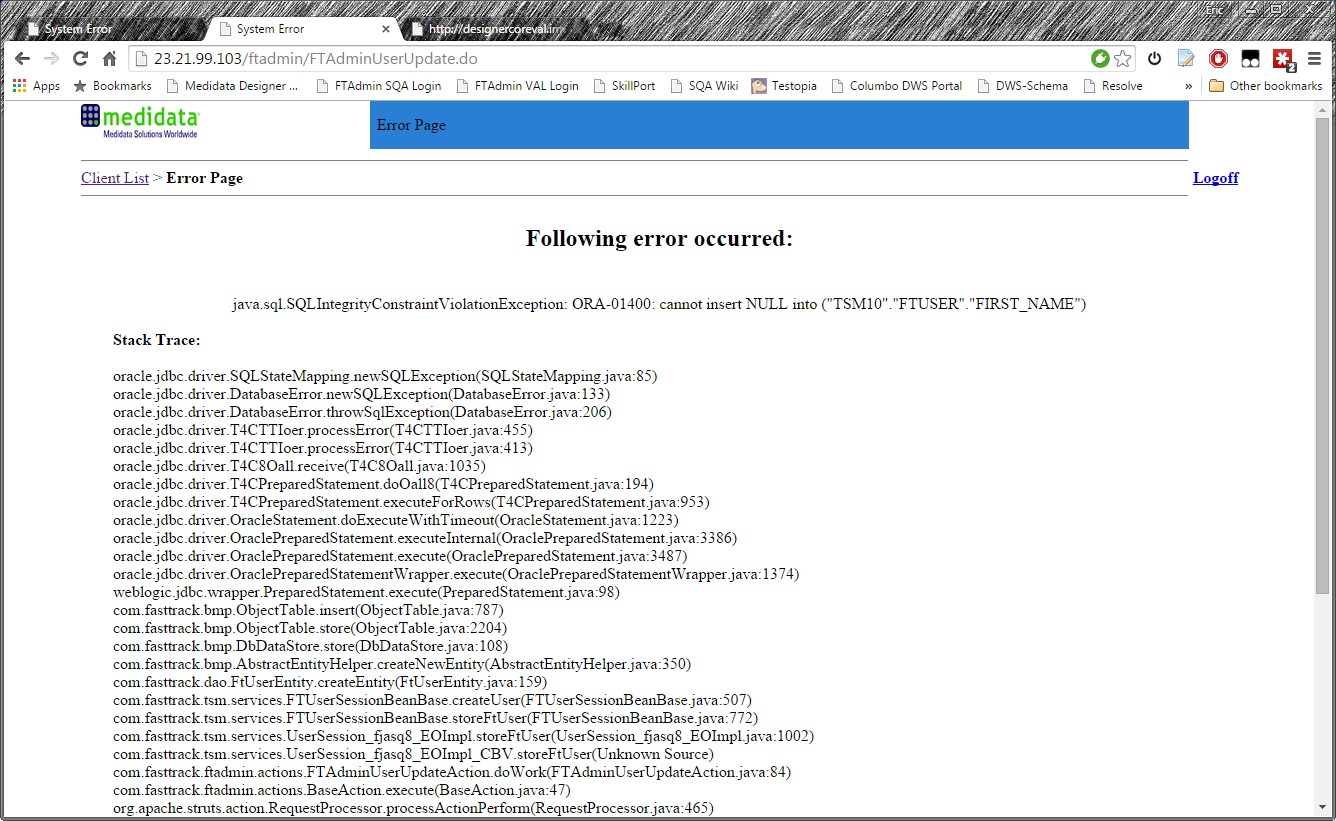 Eric
System Error
System Error
http://designercoreval.im
23.21.99.103/ftadmin/FTAdminUserUpdate.do
2
Apps Bookmarks Medidata Designer ... FTAdmin SQA Login FTAdmin VAL Login SkillPort SQA Wiki Testopia Columbo DWS Portal DWS-Schema Resolve » Other bookmarks
medidata
Medidata Solutions Worldwide
Error Page
Client List > Error Page
Logoff
Following error occurred:
java.sql.SQLIntegrityConstraintViolationException: ORA-01400: cannot insert NULL into ("TSM10"."FTUSER"."FIRST_NAME")
Stack Trace:
oracle.jdbc.driver.SQLStateMapping.newSQLException(SQLStateMapping.java:85)
oracle.jdbc.driver.DatabaseError.newSQLException(DatabaseError.java:133)
oracle.jdbc.driver.DatabaseError.throwSqlException(DatabaseError.java:206)
oracle.jdbc.driver.T4CTTIoer.processError(T4CTTIoer.java:455)
oracle.jdbc.driver.T4CTTIoer.processError(T4CTTIoer.java:413)
oracle.jdbc.driver.T4C8Oall.receive(T4C8Oall.java:1035)
oracle.jdbc.driver.T4CPreparedStatement.doOall8(T4CPreparedStatement.java:194)
oracle.jdbc.driver.T4CPreparedStatement.executeForRows(T4CPreparedStatement.java:953)
oracle.jdbc.driver.OracleStatement.doExecuteWithTimeout(OracleStatement.java:1223)
oracle.jdbc.driver.OraclePreparedStatement.executeInternal(OraclePreparedStatement.java:3386)
oracle.jdbc.driver.OraclePreparedStatement.execute(OraclePreparedStatement.java:3487)
oracle.jdbc.driver.OraclePreparedStatementWrapper.execute(OraclePreparedStatementWrapper.java:1374)
weblogic.jdbc.wrapper.PreparedStatement.execute(PreparedStatement.java:98)
com.fasttrack.bmp.ObjectTable.insert(ObjectTable.java:787)
com.fasttrack.bmp.ObjectTable.store(ObjectTable.java:2204)
com.fasttrack.bmp.DbDataStore.store(DbDataStore.java:108)
com.fasttrack.bmp.AbstractEntityHelper.createNewEntity(AbstractEntityHelper.java:350)
com.fasttrack.dao.FtUserEntity.createEntity(FtUserEntity.java:159)
com.fasttrack.tsm.services.FTUserSessionBeanBase.createUser(FTUserSessionBeanBase.java:507)
com.fasttrack.tsm.services.FTUserSessionBeanBase.storeFtUser(FTUserSessionBeanBase.java:772)
com.fasttrack.tsm.services.UserSession_fjasq8_EOImpl.storeFtUser(UserSession_fjasq8_EOImpl.java:1002)
com.fasttrack.tsm.services.UserSession_fjasq8_EOImpl_CBV.storeFtUser(Unknown Source)
com.fasttrack.ftadmin.actions.FTAdminUserUpdateAction.doWork(FTAdminUserUpdateAction.java:84)
com.fasttrack.ftadmin.actions.BaseAction.execute(BaseAction.java:47)
org.apache.struts.action.RequestProcessor.processActionPerform(RequestProcessor.java:465)